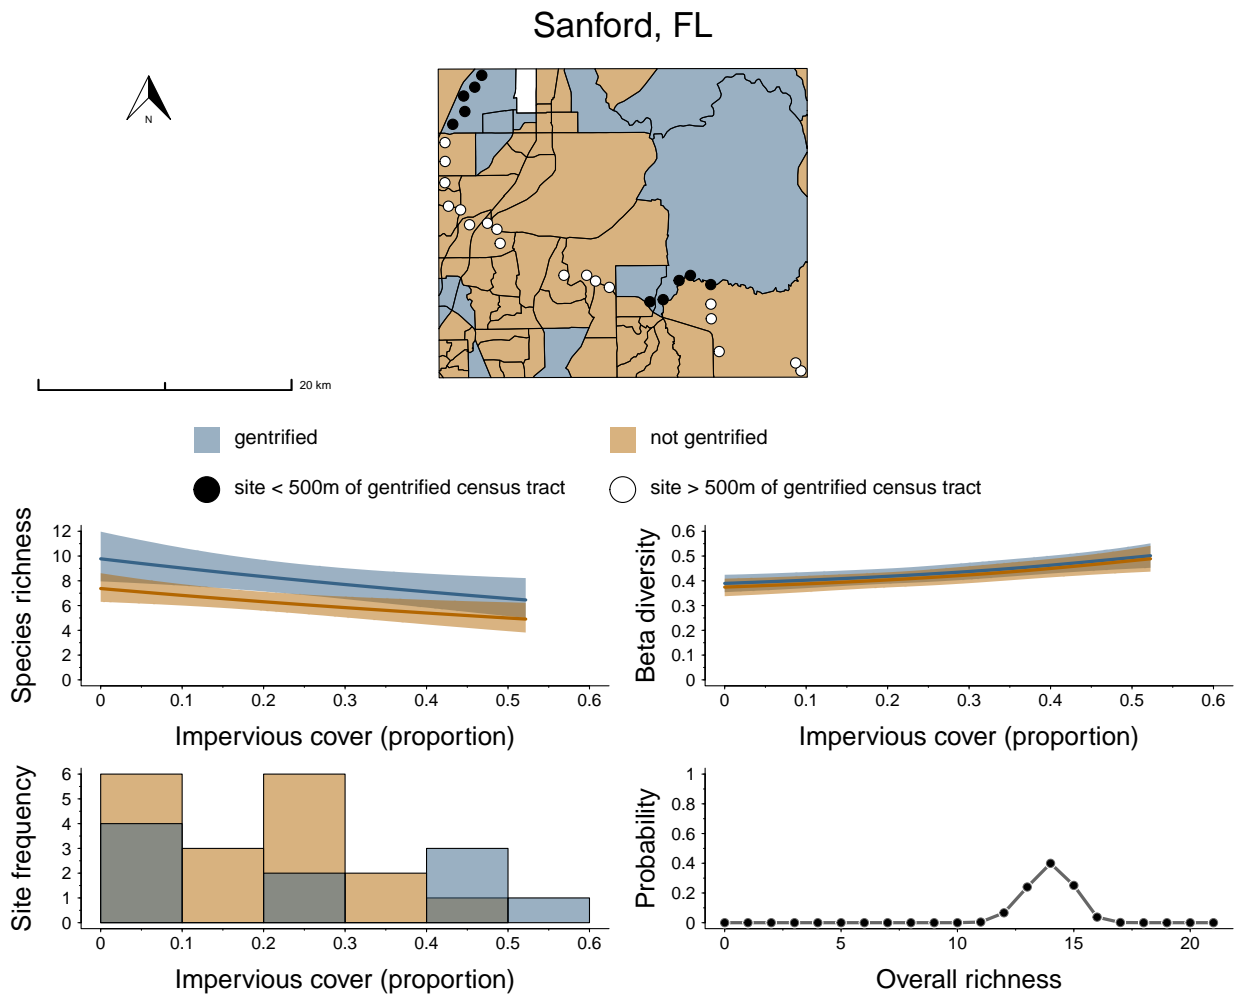 Sanford, FL
N
20 km
gentrified
not gentrified
site < 500m of gentrified census tract
site > 500m of gentrified census tract
Species richness
12
10
8
6
4
2
0
0 0.1 0.2 0.3 0.4 0.5 0.6
Impervious cover (proportion)
Beta diversity
0.6
0.5
0.4
0.3
0.2
0.1
0
0 0.1 0.2 0.3 0.4 0.5 0.6
Impervious cover (proportion)
Site frequency
6
5
4
3
2
1
0
0 0.1 0.2 0.3 0.4 0.5 0.6
Impervious cover (proportion)
Probability
1
0.8
0.6
0.4
0.2
0
0 5 10 15 20
Overall richness